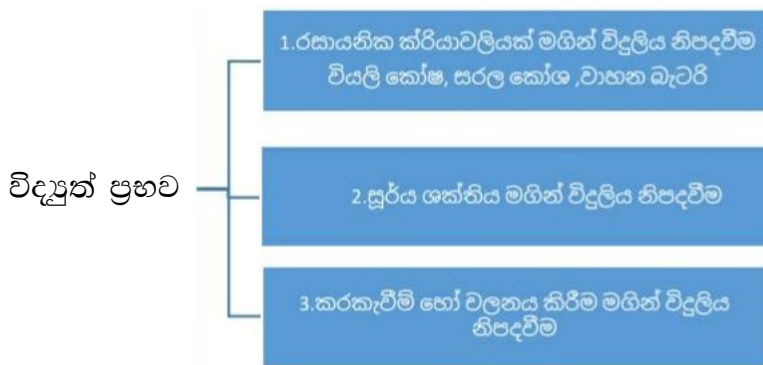 1.රසායනික ක්රියාවලියක් මගින් විදුලිය නිපදවීම
වියලි කෝෂ, සරල කෝශ ,වාහන බැටරි
විද්‍යුත් ප්‍රභව
2.සූර්ය ශක්තිය මගින් විදුලිය නිපදවීම
3.කරකැවීම් හෝ චලනය කිරීම මගින් විදුලිය
නිපදවීම